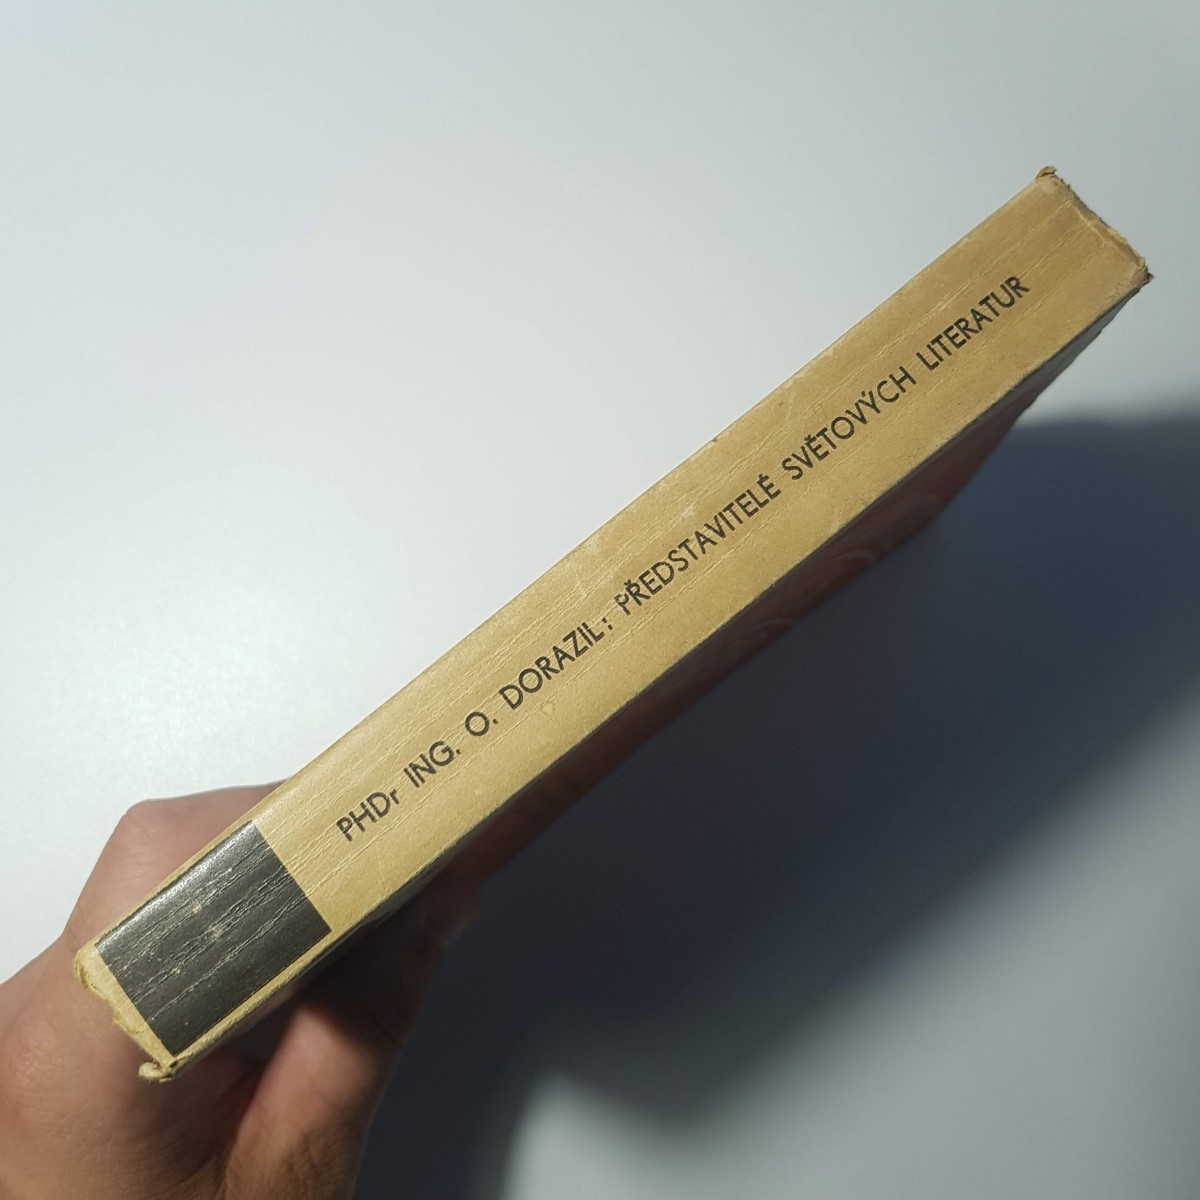 PHDr ING. O. DORAZIL: PŘEDSTAVITELÉ SVĚTOVÝCH LITERATUR